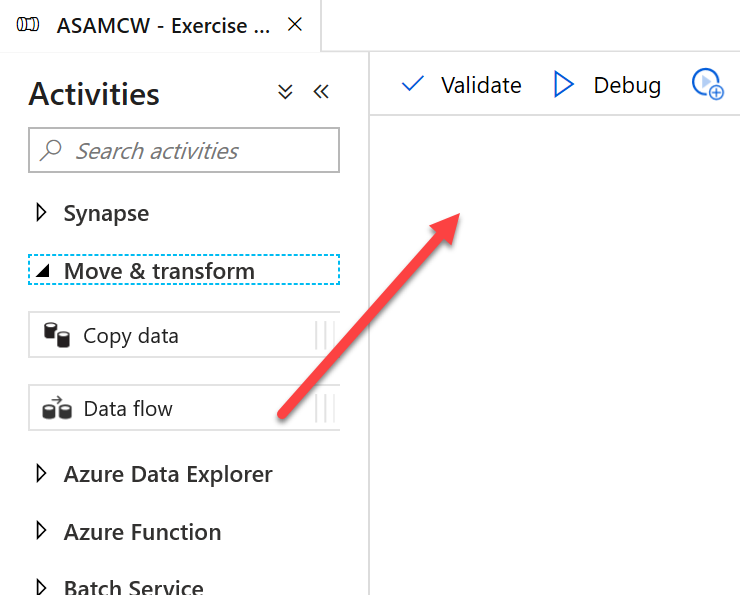 ASAMCW - Exercise ...
Activities
Validate
Debug
Search activities
Synapse
Move & transform
Copy data
Data flow
Azure Data Explorer
Azure Function
Batch Service